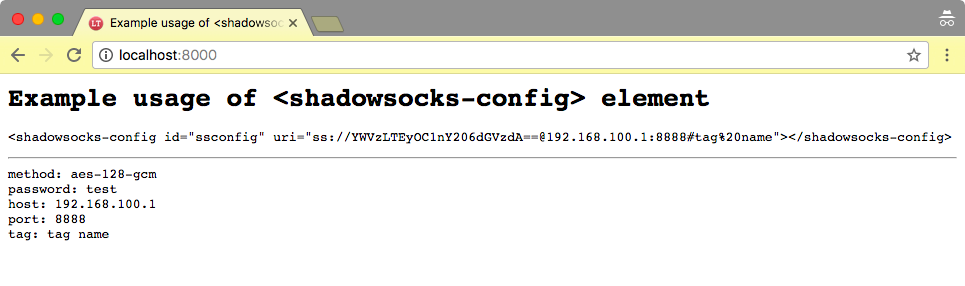 LT Example usage of <shadowsoc
localhost:8000
Example usage of <shadowsocks-config> element
<shadowsocks-config id="ssconfig" uri="ss://YWVzLTEyOC1nY206dGVzdA==@192.168.100.1:8888#tag%20name"></shadowsocks-config>
method: aes-128-gcm
password: test
host: 192.168.100.1
port: 8888
tag: tag name